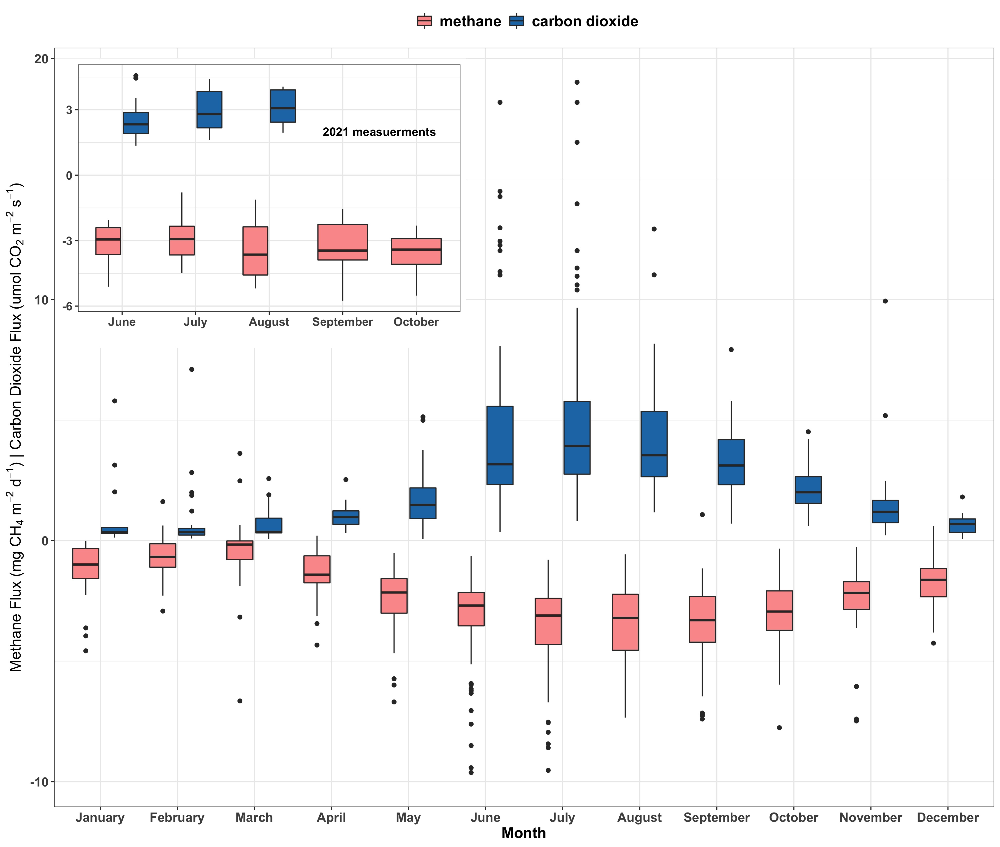 methane carbon dioxide
20
10
0
-10
Methane Flux (mg CH₄ m⁻² d⁻¹) | Carbon Dioxide Flux (umol CO₂ m⁻² s⁻¹)
3
0
-3
-6
2021 measuerments
June July August September October
January February March April May June July August September October November December
Month